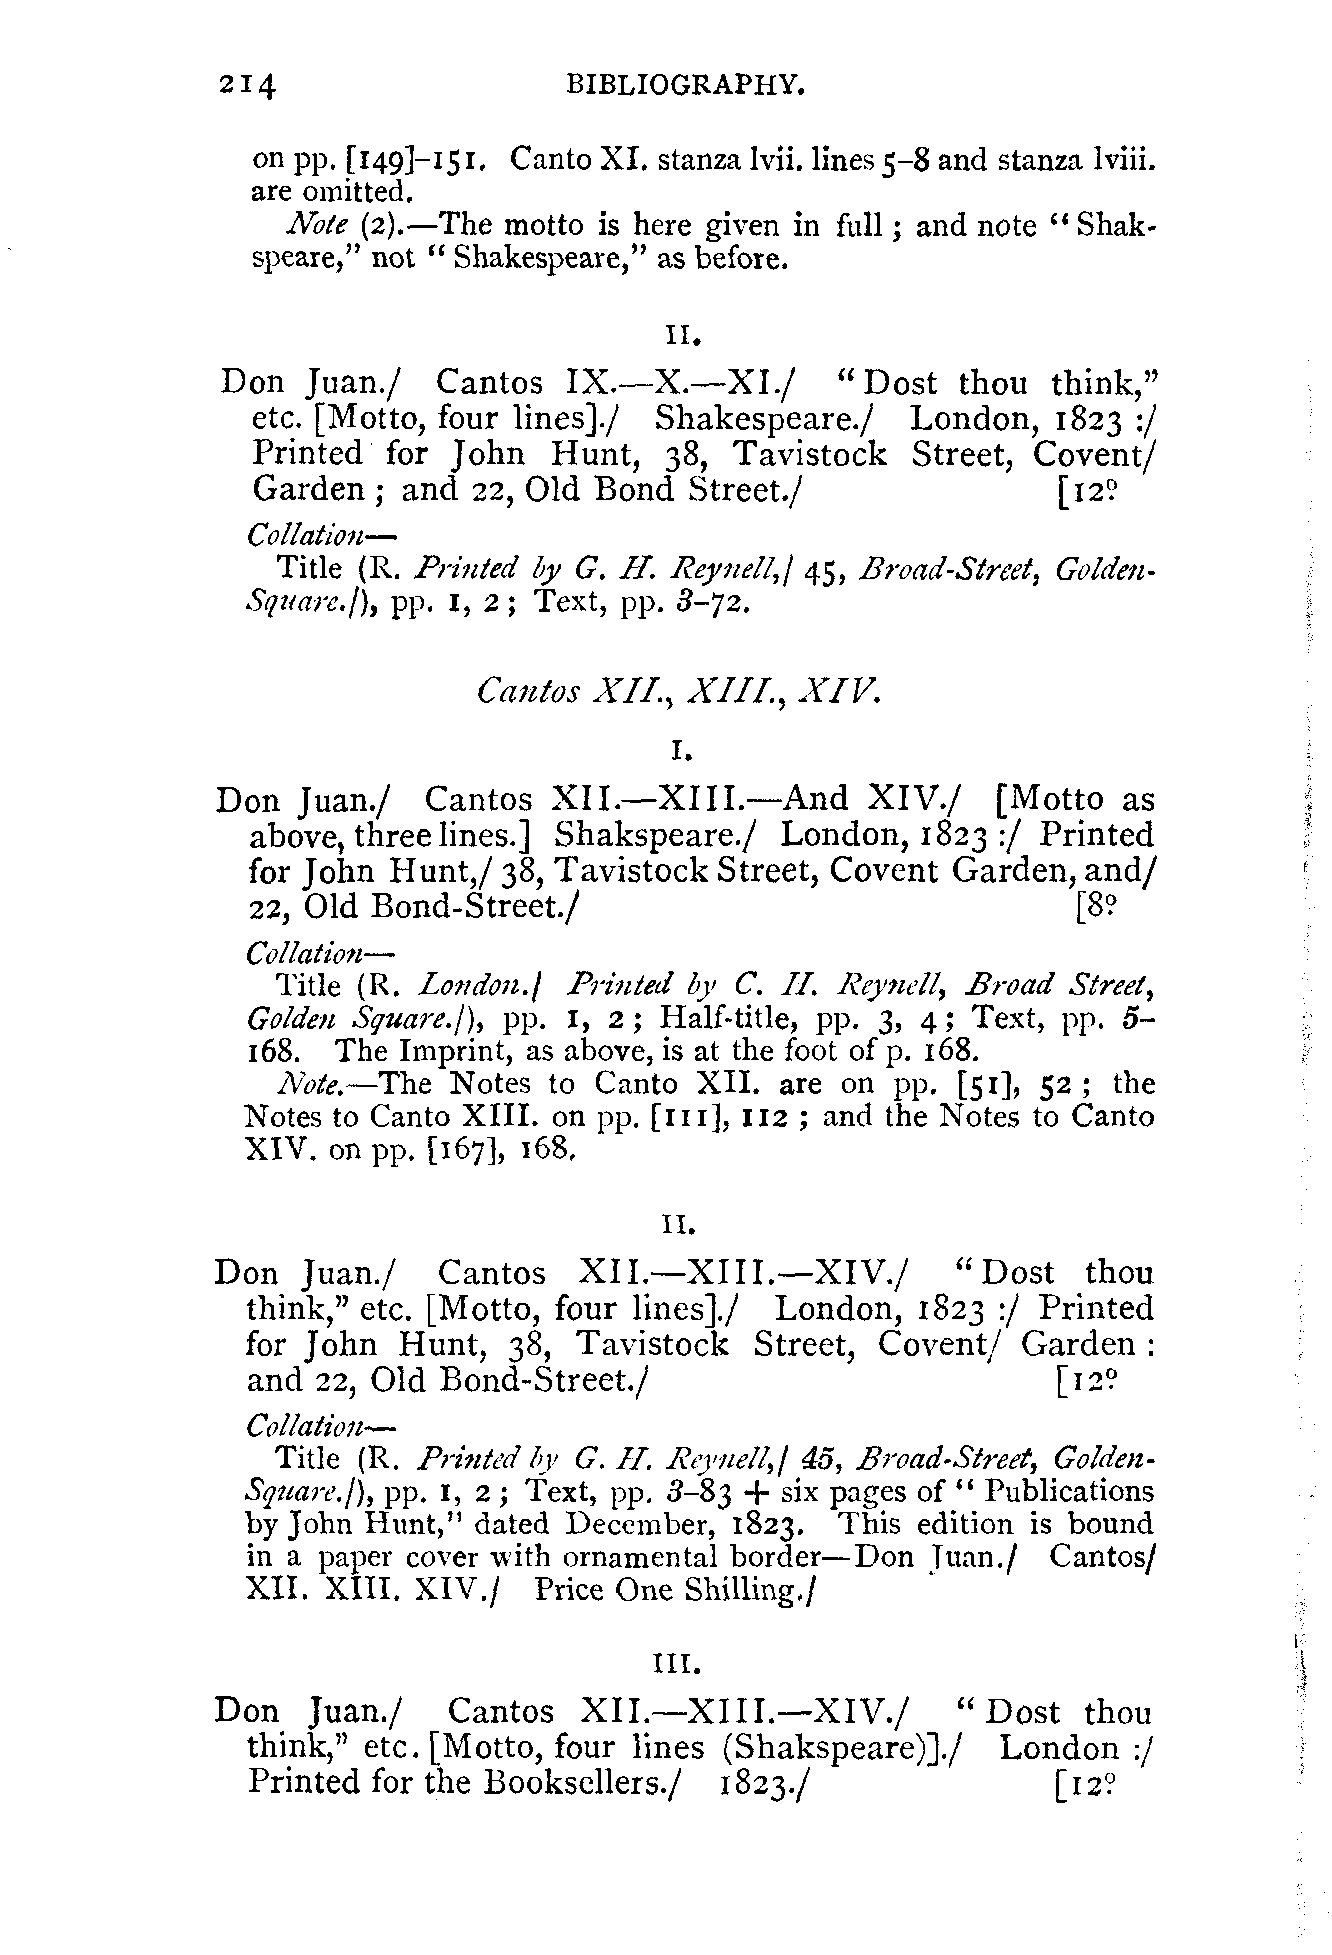 214 BIBLIOGRAPHY.
on pp. [149]–151. Canto XI. stanza lvii. lines 5–8 and stanza lviii.
are omitted.
Note (2).—The motto is here given in full ; and note “ Shak-
speare,” not “ Shakespeare,” as before.
II.
Don Juan./ Cantos IX.—X.—XI./ “ Dost thou think,”
etc. [Motto, four lines]./ Shakespeare./ London, 1823 :/
Printed for John Hunt, 38, Tavistock Street, Covent/
Garden ; and 22, Old Bond Street./ [12º
Collation—
Title (R. Printed by G. H. Reynell,/ 45, Broad-Street, Golden-
Square./), pp. 1, 2 ; Text, pp. 3–72.
Cantos XII., XIII., XIV.
I.
Don Juan./ Cantos XII.—XIII.—And XIV./ [Motto as
above, three lines.] Shakspeare./ London, 1823 :/ Printed
for John Hunt,/ 38, Tavistock Street, Covent Garden, and/
22, Old Bond-Street./ [8º
Collation—
Title (R. London./ Printed by C. H. Reynell, Broad Street,
Golden Square./), pp. 1, 2 ; Half-title, pp. 3, 4 ; Text, pp. 5–
168. The Imprint, as above, is at the foot of p. 168.
Note.—The Notes to Canto XII. are on pp. [51], 52 ; the
Notes to Canto XIII. on pp. [111], 112 ; and the Notes to Canto
XIV. on pp. [167], 168.
II.
Don Juan./ Cantos XII.—XIII.—XIV./ “ Dost thou
think,” etc. [Motto, four lines]./ London, 1823 :/ Printed
for John Hunt, 38, Tavistock Street, Covent/ Garden :
and 22, Old Bond-Street./ [12º
Collation—
Title (R. Printed by G. H. Reynell,/ 45, Broad-Street, Golden-
Square./), pp. 1, 2 ; Text, pp. 3–83 + six pages of “ Publications
by John Hunt,” dated December, 1823. This edition is bound
in a paper cover with ornamental border—Don Juan./ Cantos/
XII. XIII. XIV./ Price One Shilling./
III.
Don Juan./ Cantos XII.—XIII.—XIV./ “ Dost thou
think,” etc. [Motto, four lines (Shakspeare)]./ London :/
Printed for the Booksellers./ 1823./ [12º